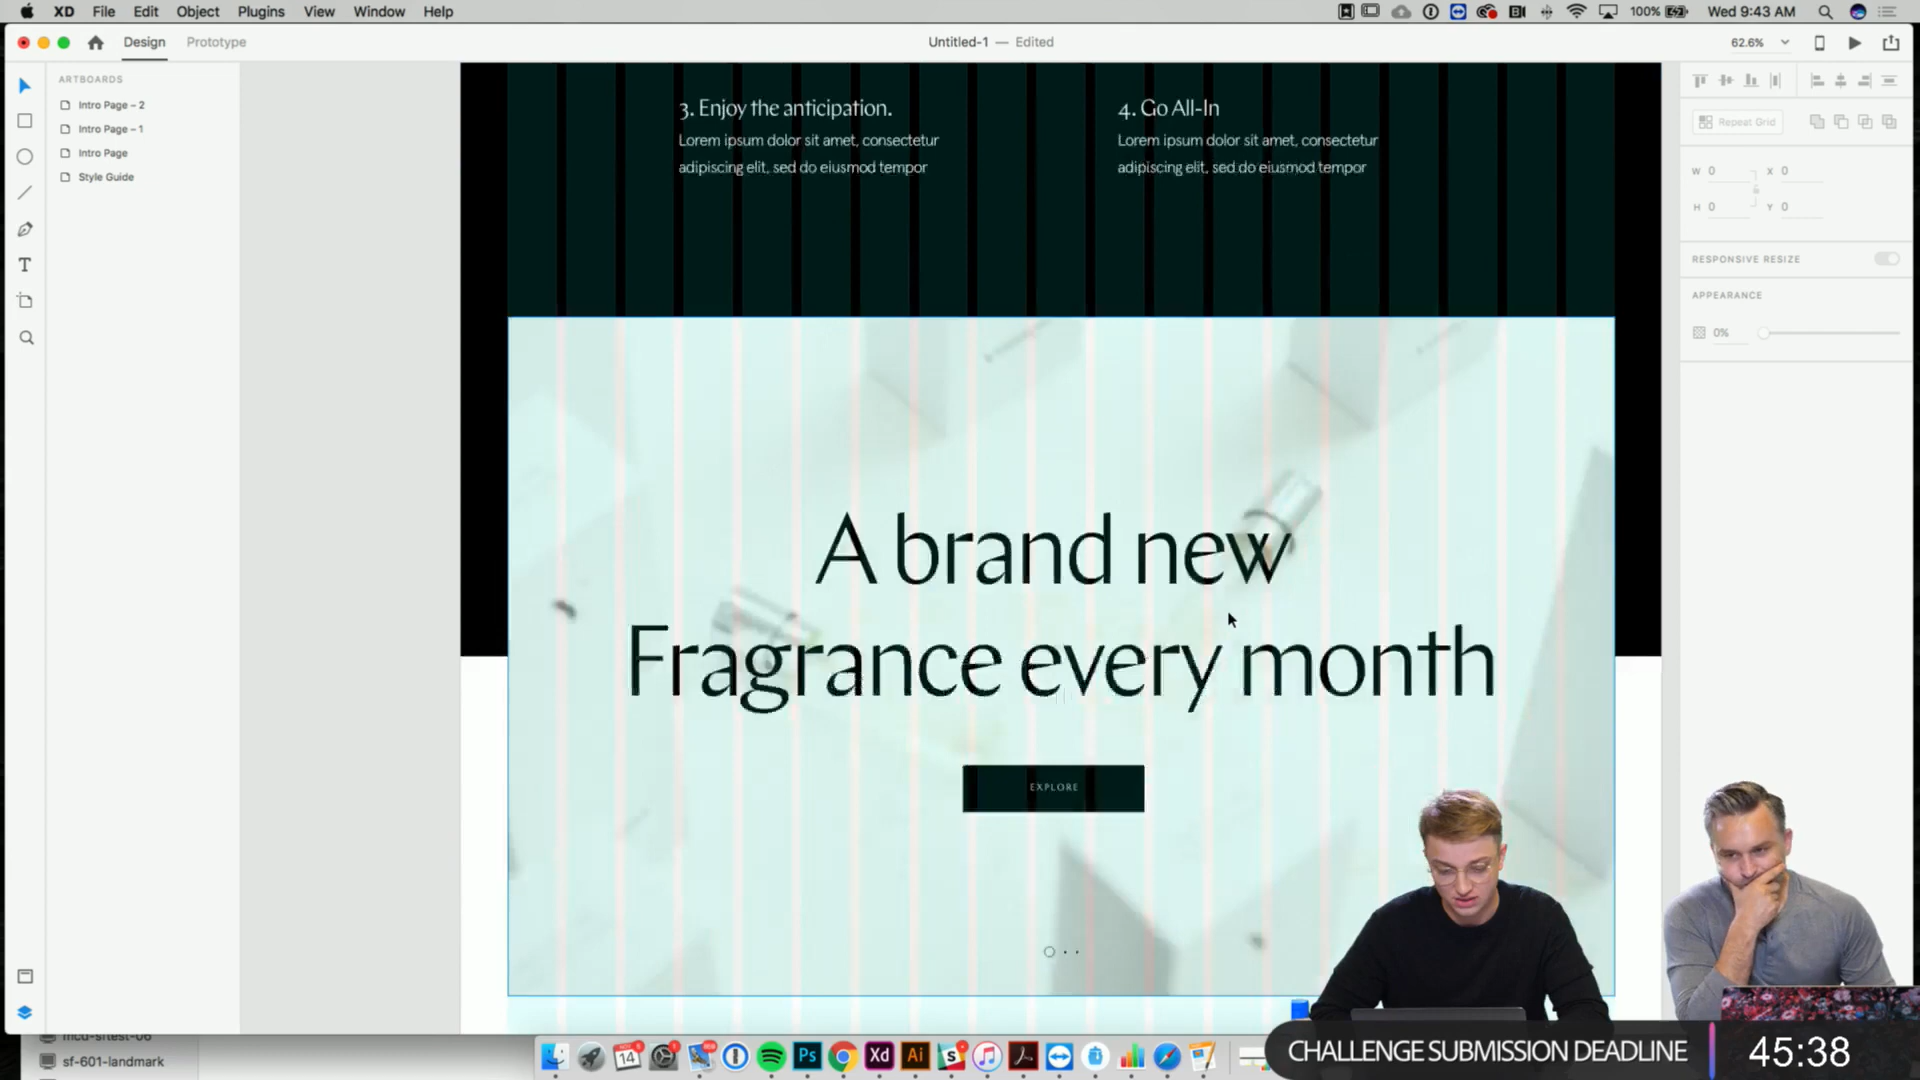 XD File Edit Object Plugins View Window Help
100% Wed 9:43 AM
Design Prototype
Untitled-1 — Edited
62.6%
ARTBOARDS
Intro Page – 2
Intro Page – 1
Intro Page
Style Guide
3. Enjoy the anticipation.
Lorem ipsum dolor sit amet, consectetur
adipiscing elit, sed do eiusmod tempor
4. Go All-In
Lorem ipsum dolor sit amet, consectetur
adipiscing elit, sed do eiusmod tempor
A brand new
Fragrance every month
EXPLORE
Repeat Grid
W 0 X 0
H 0 Y 0
RESPONSIVE RESIZE
APPEARANCE
0%
sf-601-landmark
14
Ps
Xd
Ai
CHALLENGE SUBMISSION DEADLINE 45:38